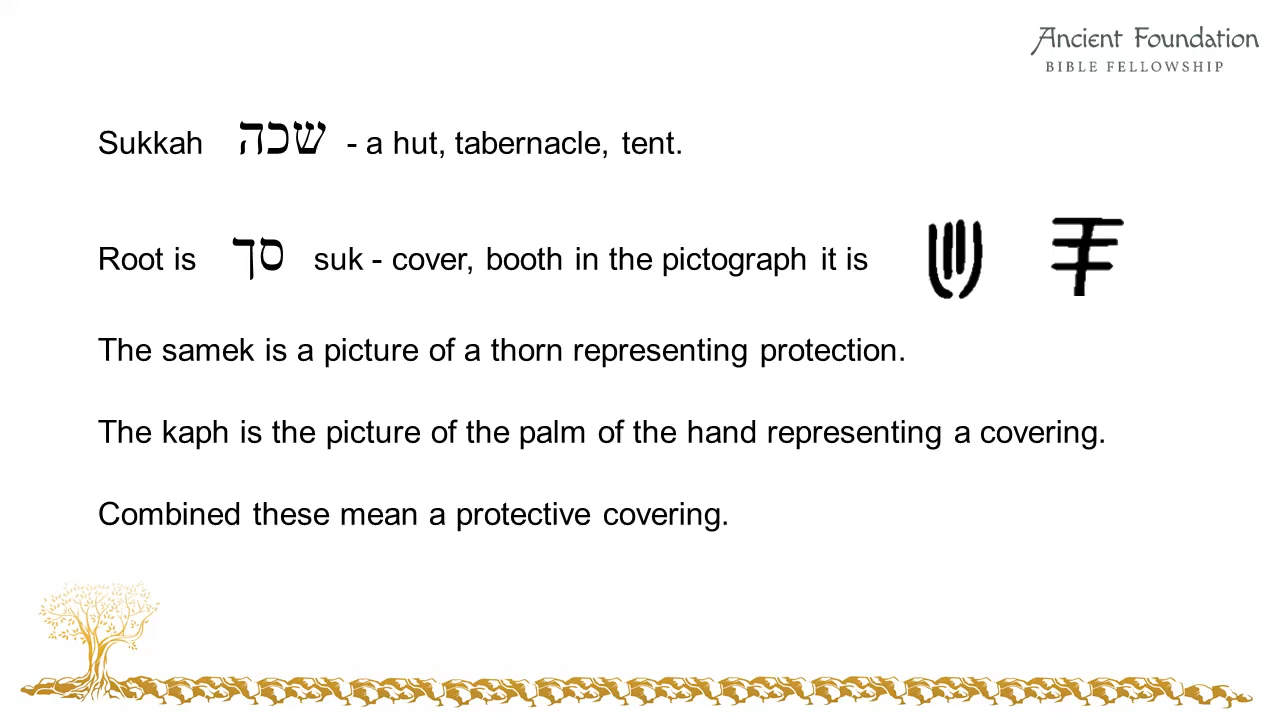 Ancient Foundation
BIBLE FELLOWSHIP
Sukkah שכה - a hut, tabernacle, tent.
Root is סך suk - cover, booth in the pictograph it is
The samek is a picture of a thorn representing protection.
The kaph is the picture of the palm of the hand representing a covering.
Combined these mean a protective covering.